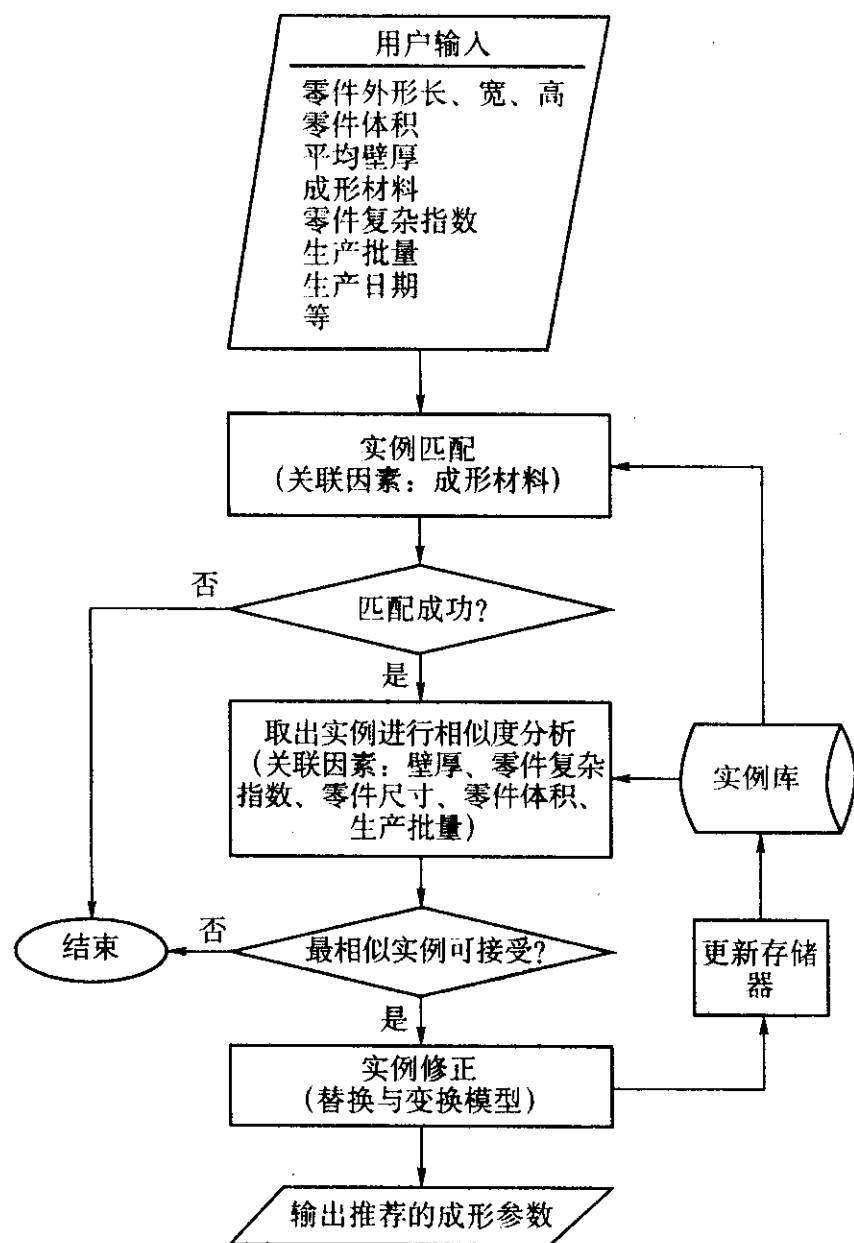 用户输入
零件外形长、宽、高
零件体积
平均壁厚
成形材料
零件复杂指数
生产批量
生产日期
等
实例匹配
(关联因素：成形材料)
否
匹配成功?
是
取出实例进行相似度分析
(关联因素：壁厚、零件复杂
指数、零件尺寸、零件体积、
生产批量)
实例库
结束
否
最相似实例可接受?
更新存储
器
是
实例修正
(替换与变换模型)
输出推荐的成形参数